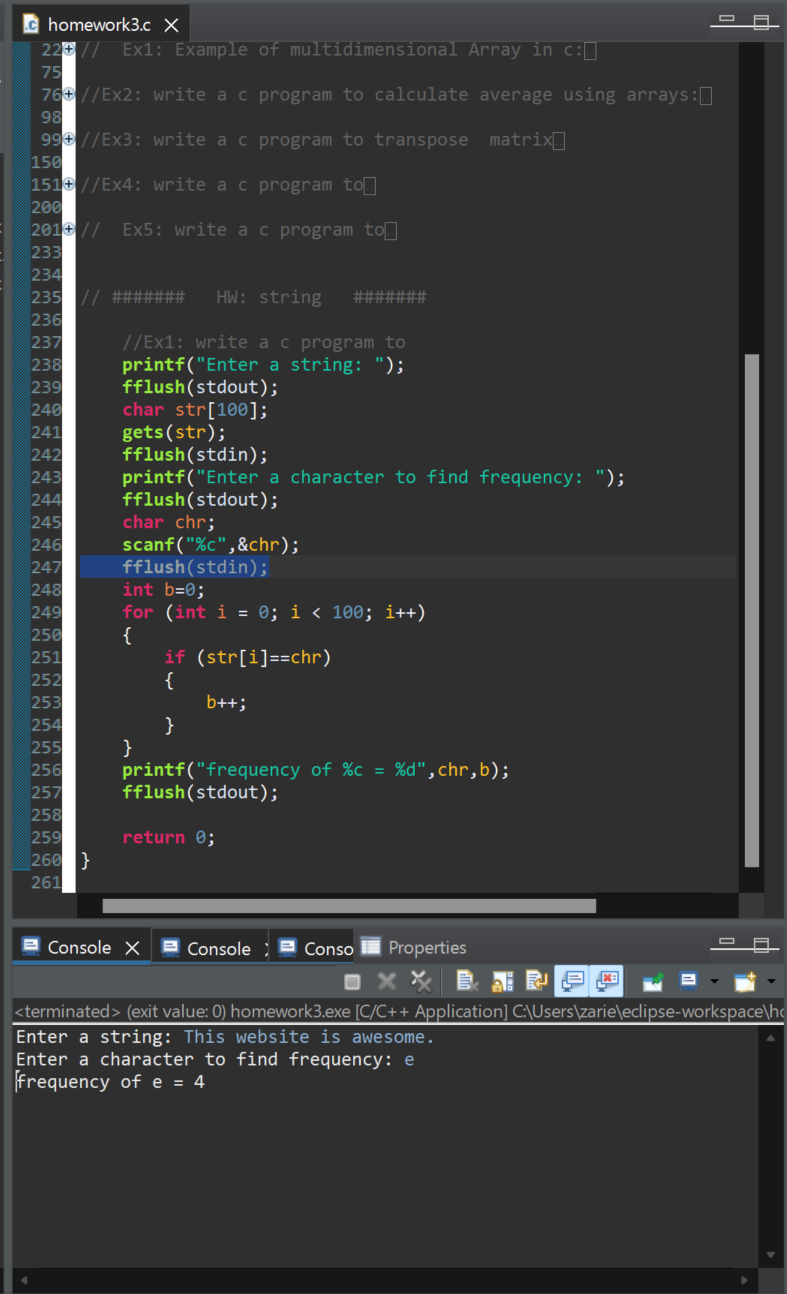 homework3.c
22 // Ex1: Example of multidimensional Array in c:
75
76 //Ex2: write a c program to calculate average using arrays:
98
99 //Ex3: write a c program to transpose  matrix
150
151 //Ex4: write a c program to
200
201 //  Ex5: write a c program to
233
234
235 // #######   HW: string   #######
236
237     //Ex1: write a c program to
238     printf("Enter a string: ");
239     fflush(stdout);
240     char str[100];
241     gets(str);
242     fflush(stdin);
243     printf("Enter a character to find frequency: ");
244     fflush(stdout);
245     char chr;
246     scanf("%c",&chr);
247     fflush(stdin);
248     int b=0;
249     for (int i = 0; i < 100; i++)
250     {
251         if (str[i]==chr)
252         {
253             b++;
254         }
255     }
256     printf("frequency of %c = %d",chr,b);
257     fflush(stdout);
258
259     return 0;
260 }
261
Console Console Conso Properties
<terminated> (exit value: 0) homework3.exe [C/C++ Application] C:\Users\zarie\eclipse-workspace\ho
Enter a string: This website is awesome.
Enter a character to find frequency: e
frequency of e = 4